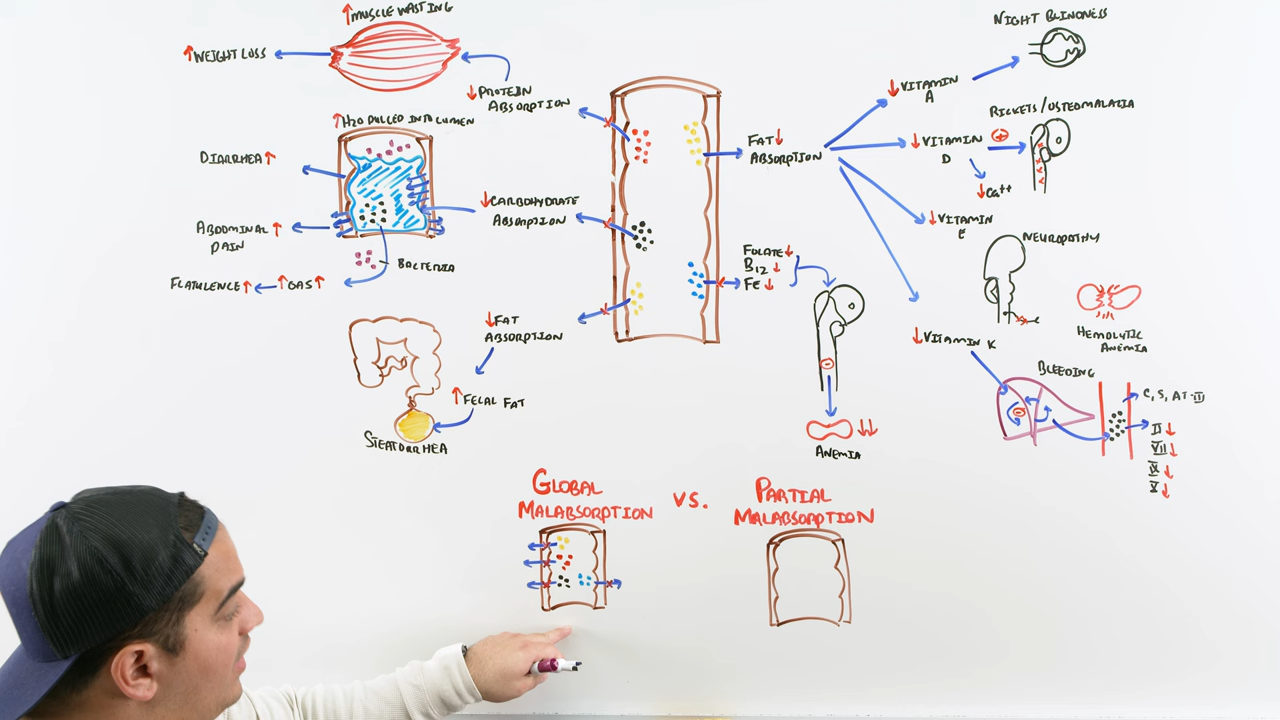 ↑MUSCLE WASTING
↑WEIGHT LOSS
↓PROTEIN
ABSORPTION
↑H2O PULLED INTO LUMEN
DIARRHEA↑
↓CARBOHYDRATE
ABSORPTION
ABDOMINAL↑
PAIN
BACTERIA
FLATULENCE↑
↑GAS↑
↓FAT
ABSORPTION
↑FECAL FAT
STEATORRHEA
FAT↓
ABSORPTION
FOLATE↓
B12↓
FE↓
ANEMIA
↓↓
NIGHT BLINDNESS
↓VITAMIN
A
RICKETS/OSTEOMALACIA
↓VITAMIN
D
⊕
↓Ca++
↓VITAMIN
E
NEUROPATHY
HEMOLYTIC
ANEMIA
↓VITAMIN K
BLEEDING
C, S, AT-III
II↓
VII↓
IX↓
X↓
GLOBAL
MALABSORPTION
VS.
PARTIAL
MALABSORPTION